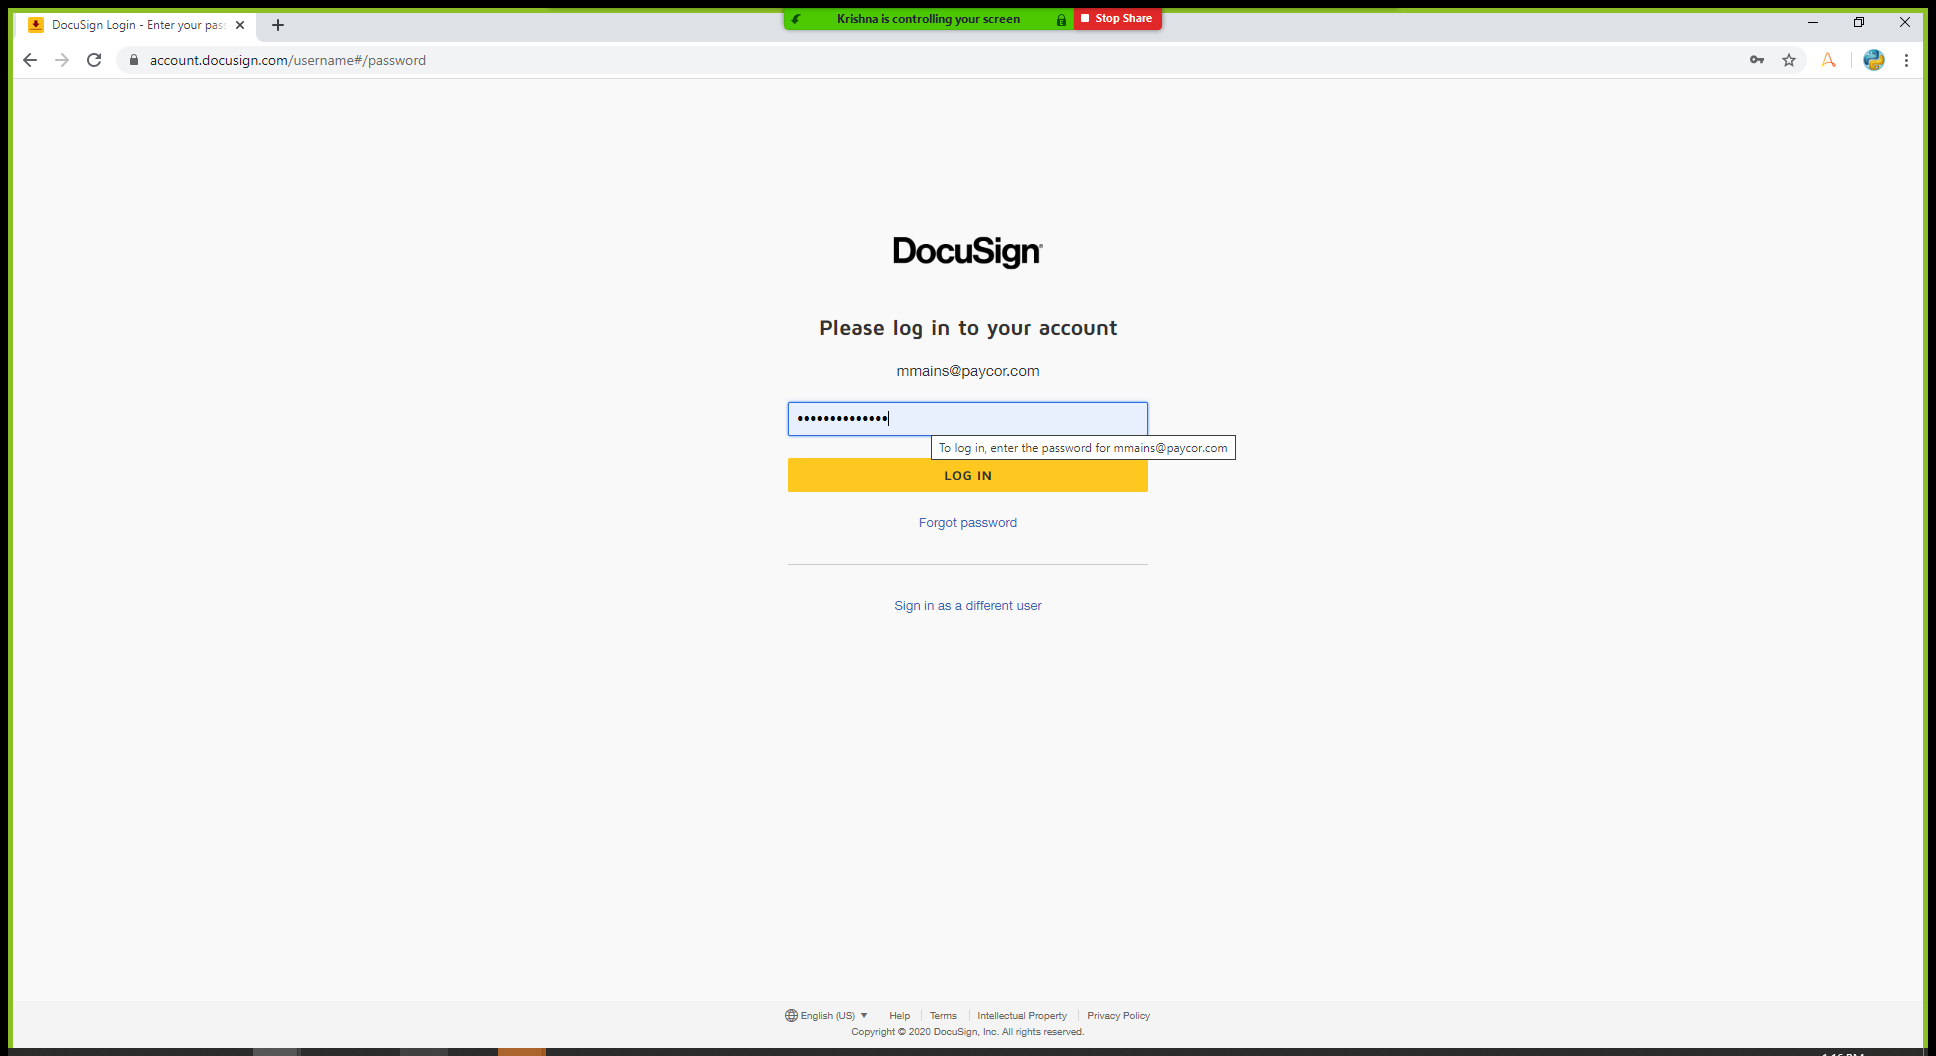 DocuSign Login - Enter your pas
Krishna is controlling your screen
Stop Share
account.docusign.com/username#/password
DocuSign
Please log in to your account
mmains@paycor.com
To log in, enter the password for mmains@paycor.com
LOG IN
Forgot password
Sign in as a different user
English (US) Help Terms Intellectual Property Privacy Policy
Copyright © 2020 DocuSign, Inc. All rights reserved.